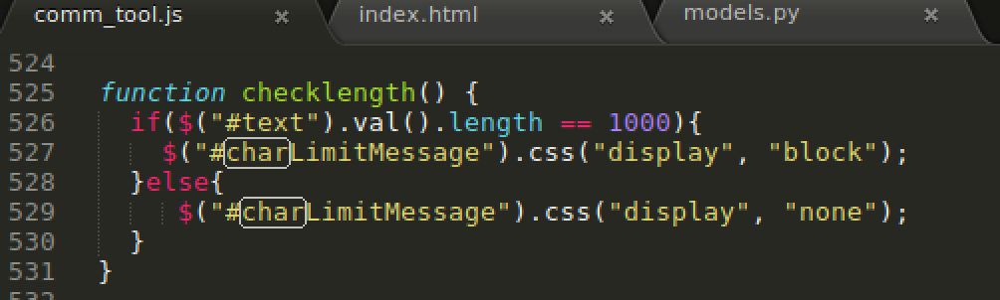 comm_tool.js × index.html × models.py ×
524
525 function checklength() {
526 if($("#text").val().length == 1000){
527 $("#charLimitMessage").css("display", "block");
528 }else{
529 $("#charLimitMessage").css("display", "none");
530 }
531 }
532